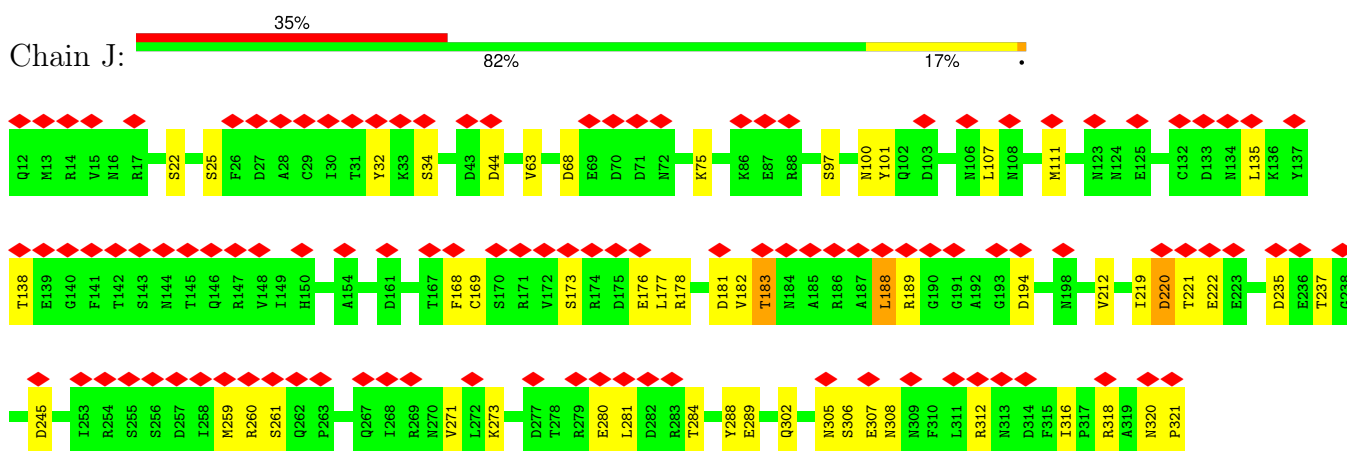 35%
Chain J:
82% 17% •
Q12 M13 R14 V15 N16 R17 S22 S25 F26 D27 A28 C29 I30 T31 Y32 K33 S34 D43 D44 V63 D68 E69 D70 D71 N72 K75 K86 E87 R88 S97 N100 Y101 Q102 D103 N106 L107 N108 M111 N123 N124 E125 C132 D133 N134 L135 K136 Y137
T138 E139 G140 F141 T142 S143 N144 T145 Q146 R147 V148 I149 H150 A154 D161 T167 F168 C169 S170 R171 V172 S173 R174 D175 E176 L177 R178 D181 V182 T183 N184 A185 R186 A187 L188 R189 G190 G191 A192 G193 D194 N198 V212 I219 D220 T221 E222 E223 D235 E236 T237 G238
D245 I253 R254 S255 S256 D257 I258 M259 R260 S261 Q262 P263 Q267 I268 R269 N270 V271 L272 K273 D277 T278 R279 E280 L281 D282 R283 T284 Y288 E289 Q302 N305 S306 E307 N308 N309 F310 L311 R312 N313 D314 F315 I316 P317 R318 A319 N320 P321